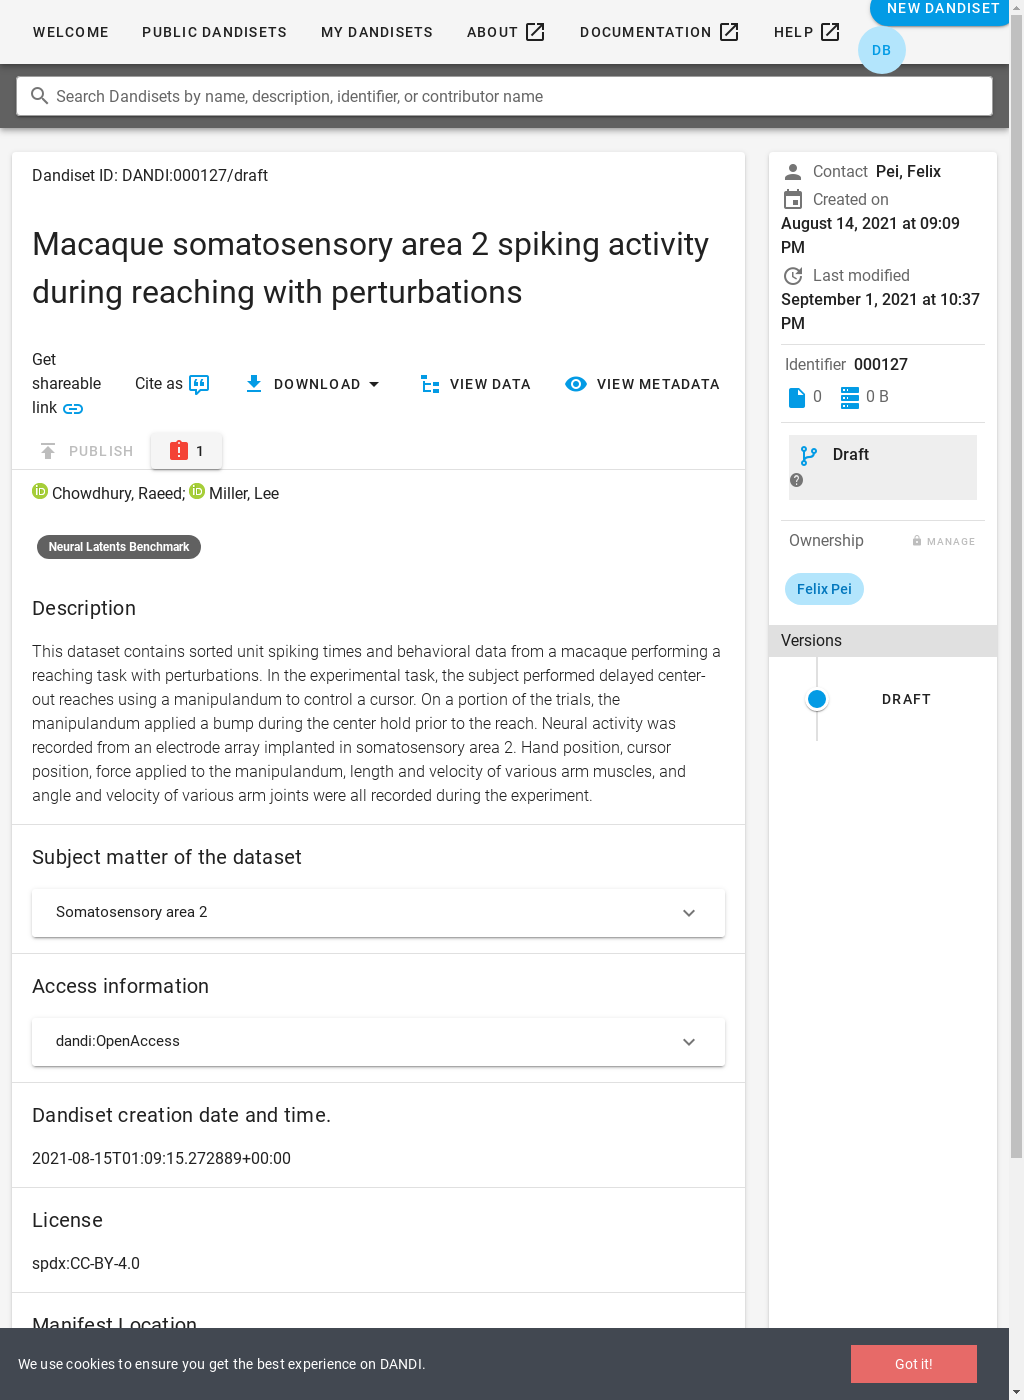 WELCOME PUBLIC DANDISETS MY DANDISETS ABOUT DOCUMENTATION HELP NEW DANDISET
DB
Search Dandisets by name, description, identifier, or contributor name
Dandiset ID: DANDI:000127/draft
Macaque somatosensory area 2 spiking activity
during reaching with perturbations
Get
shareable
link
Cite as
DOWNLOAD
VIEW DATA
VIEW METADATA
PUBLISH
1
Chowdhury, Raeed; Miller, Lee
Neural Latents Benchmark
Description
This dataset contains sorted unit spiking times and behavioral data from a macaque performing a
reaching task with perturbations. In the experimental task, the subject performed delayed center-
out reaches using a manipulandum to control a cursor. On a portion of the trials, the
manipulandum applied a bump during the center hold prior to the reach. Neural activity was
recorded from an electrode array implanted in somatosensory area 2. Hand position, cursor
position, force applied to the manipulandum, length and velocity of various arm muscles, and
angle and velocity of various arm joints were all recorded during the experiment.
Subject matter of the dataset
Somatosensory area 2
Access information
dandi:OpenAccess
Dandiset creation date and time.
2021-08-15T01:09:15.272889+00:00
License
spdx:CC-BY-4.0
Manifest Location
Contact Pei, Felix
Created on
August 14, 2021 at 09:09
PM
Last modified
September 1, 2021 at 10:37
PM
Identifier 000127
0 0 B
Draft
Ownership MANAGE
Felix Pei
Versions
DRAFT
We use cookies to ensure you get the best experience on DANDI.
Got it!